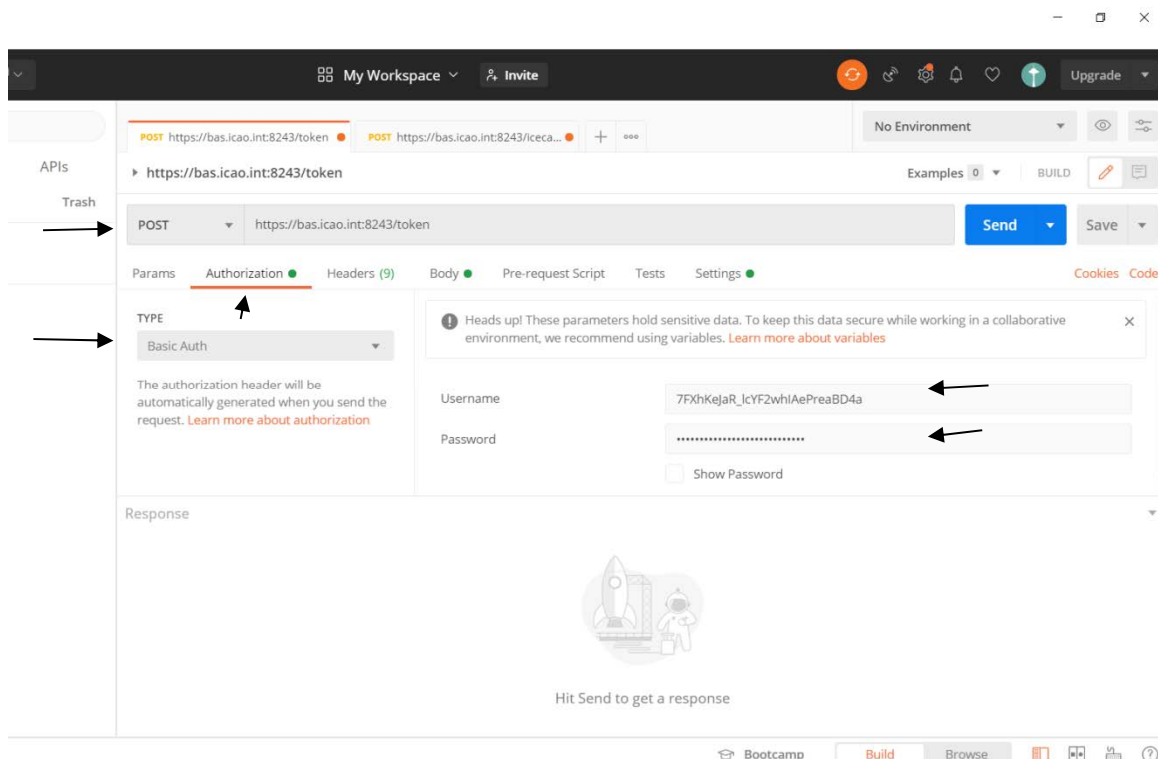 My Workspace
Invite
Upgrade
POST https://bas.icao.int:8243/token
POST https://bas.icao.int:8243/iceca...
No Environment
APIs
https://bas.icao.int:8243/token
Examples 0
BUILD
Trash
POST
https://bas.icao.int:8243/token
Send
Save
Params
Authorization
Headers (9)
Body
Pre-request Script
Tests
Settings
Cookies
Code
TYPE
Basic Auth
The authorization header will be
automatically generated when you send the
request. Learn more about authorization
Heads up! These parameters hold sensitive data. To keep this data secure while working in a collaborative
environment, we recommend using variables. Learn more about variables
Username
7FXhKeJaR_lcYF2whIAePreaBD4a
Password
••••••••••••••••••••••••••••
Show Password
Response
Hit Send to get a response
Bootcamp
Build
Browse